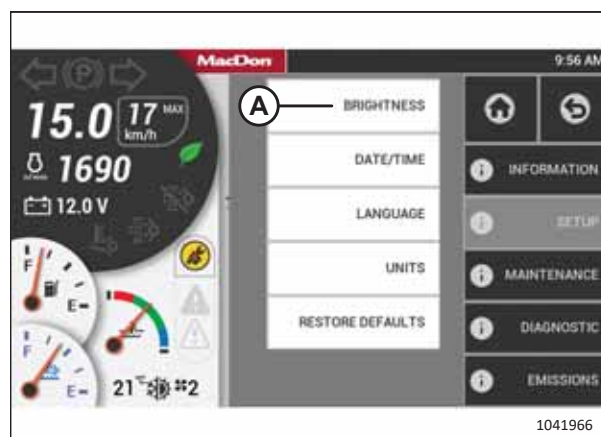 MacDon
9:56 AM
P
15.0
17 MAX
km/h
1690
12.0 V
F
E
F
E
21°C
2
A
BRIGHTNESS
DATE/TIME
LANGUAGE
UNITS
RESTORE DEFAULTS
INFORMATION
SETUP
MAINTENANCE
DIAGNOSTIC
EMISSIONS
1041966